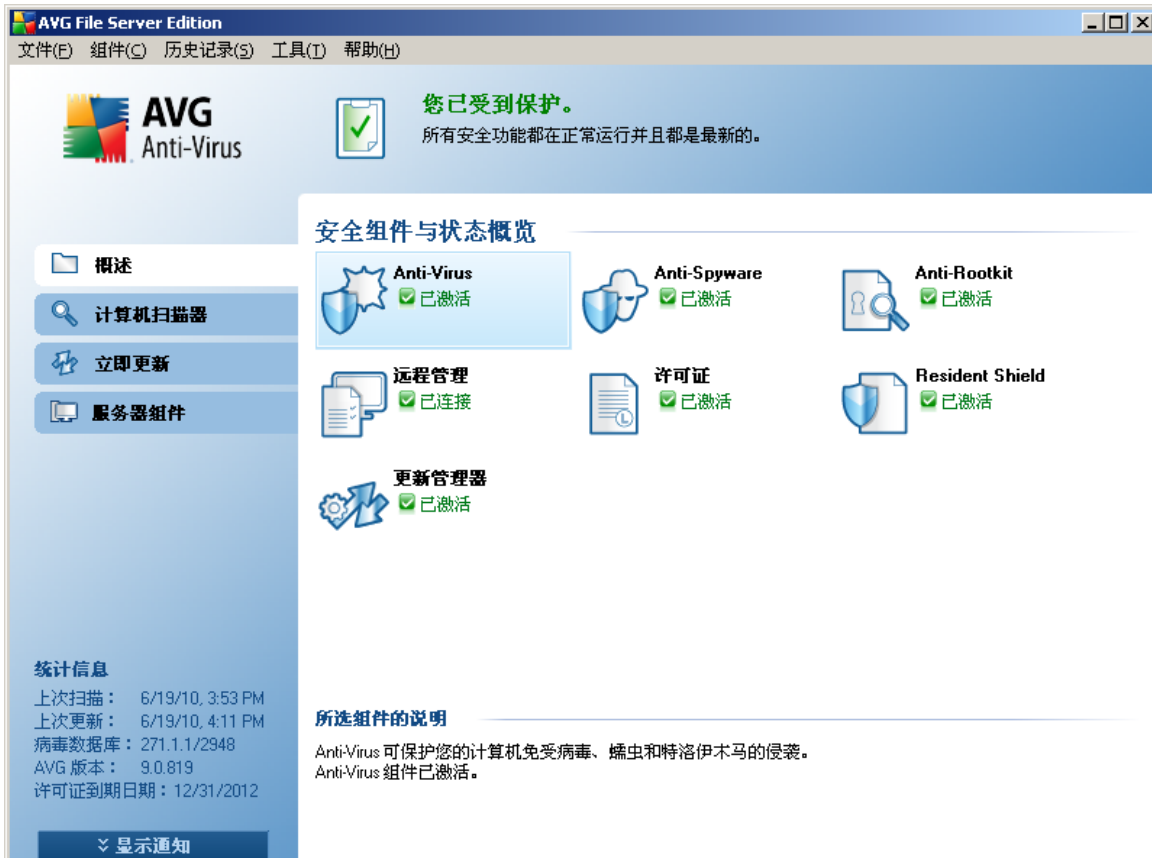 AVG File Server Edition
文件(F) 组件(C) 历史记录(S) 工具(T) 帮助(H)
AVG
Anti-Virus
您已受到保护。
所有安全功能都在正常运行并且都是最新的。
概述
计算机扫描器
立即更新
服务器组件
安全组件与状态概览
Anti-Virus
已激活
Anti-Spyware
已激活
Anti-Rootkit
已激活
远程管理
已连接
许可证
已激活
Resident Shield
已激活
更新管理器
已激活
统计信息
上次扫描： 6/19/10, 3:53 PM
上次更新： 6/19/10, 4:11 PM
病毒数据库：271.1.1/2948
AVG 版本： 9.0.819
许可证到期日期：12/31/2012
显示通知
所选组件的说明
Anti-Virus 可保护您的计算机免受病毒、蠕虫和特洛伊木马的侵袭。
Anti-Virus 组件已激活。